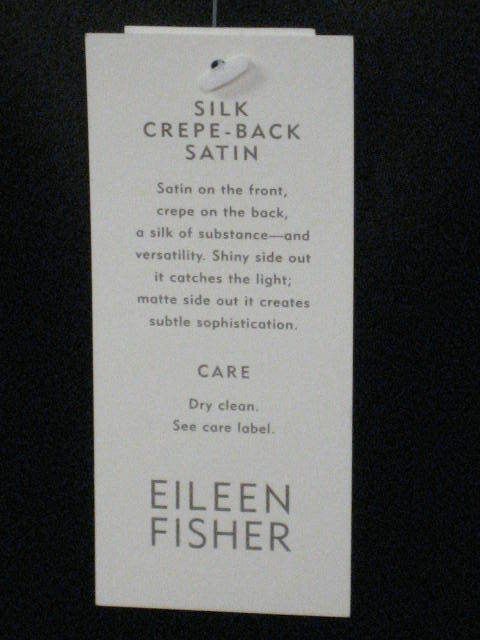 SILK
CREPE-BACK
SATIN
Satin on the front,
crepe on the back,
a silk of substance—and
versatility. Shiny side out
it catches the light;
matte side out it creates
subtle sophistication.
CARE
Dry clean.
See care label.
EILEEN
FISHER